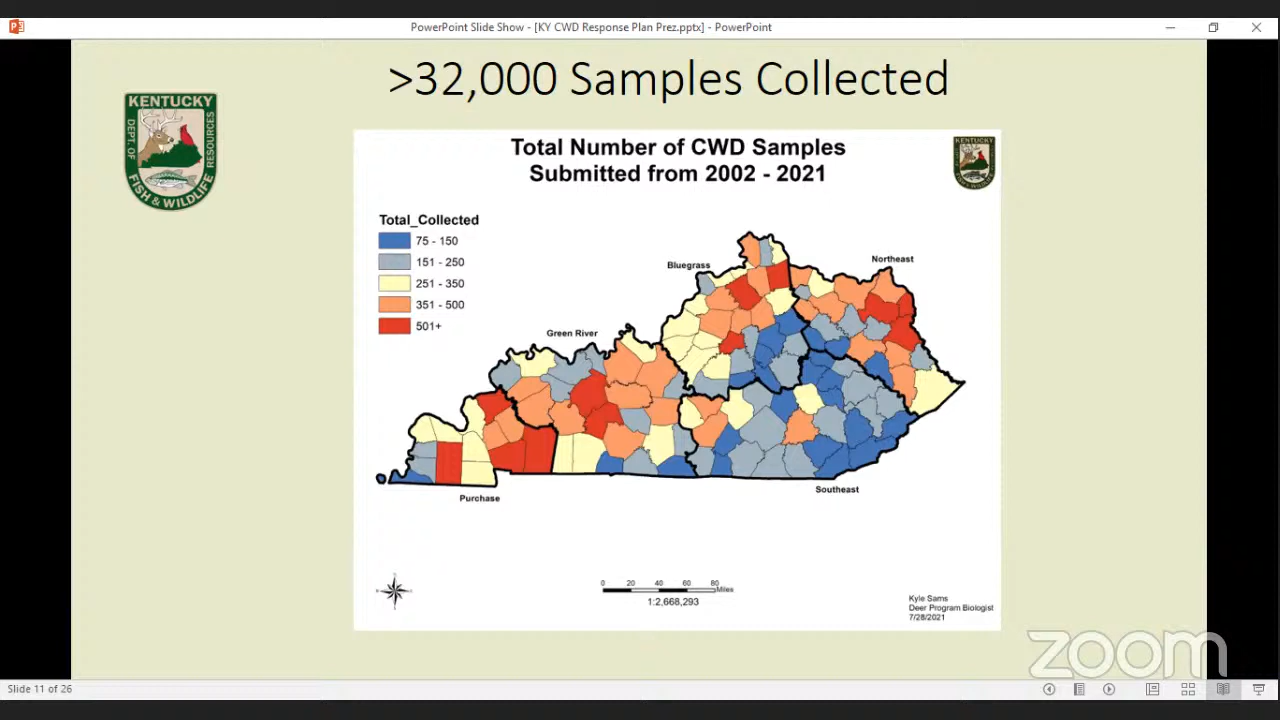 PowerPoint Slide Show - [KY CWD Response Plan Prez.pptx] - PowerPoint
>32,000 Samples Collected
KENTUCKY
DEPT. OF
RESOURCES
FISH & WILDLIFE
Total Number of CWD Samples
Submitted from 2002 - 2021
KENTUCKY
Total_Collected
75 - 150
151 - 250
251 - 350
351 - 500
501+
Bluegrass
Northeast
Green River
Purchase
Southeast
0 20 40 60 80
Miles
1:2,668,293
Kyle Sams
Deer Program Biologist
7/28/2021
zoom
Slide 11 of 26